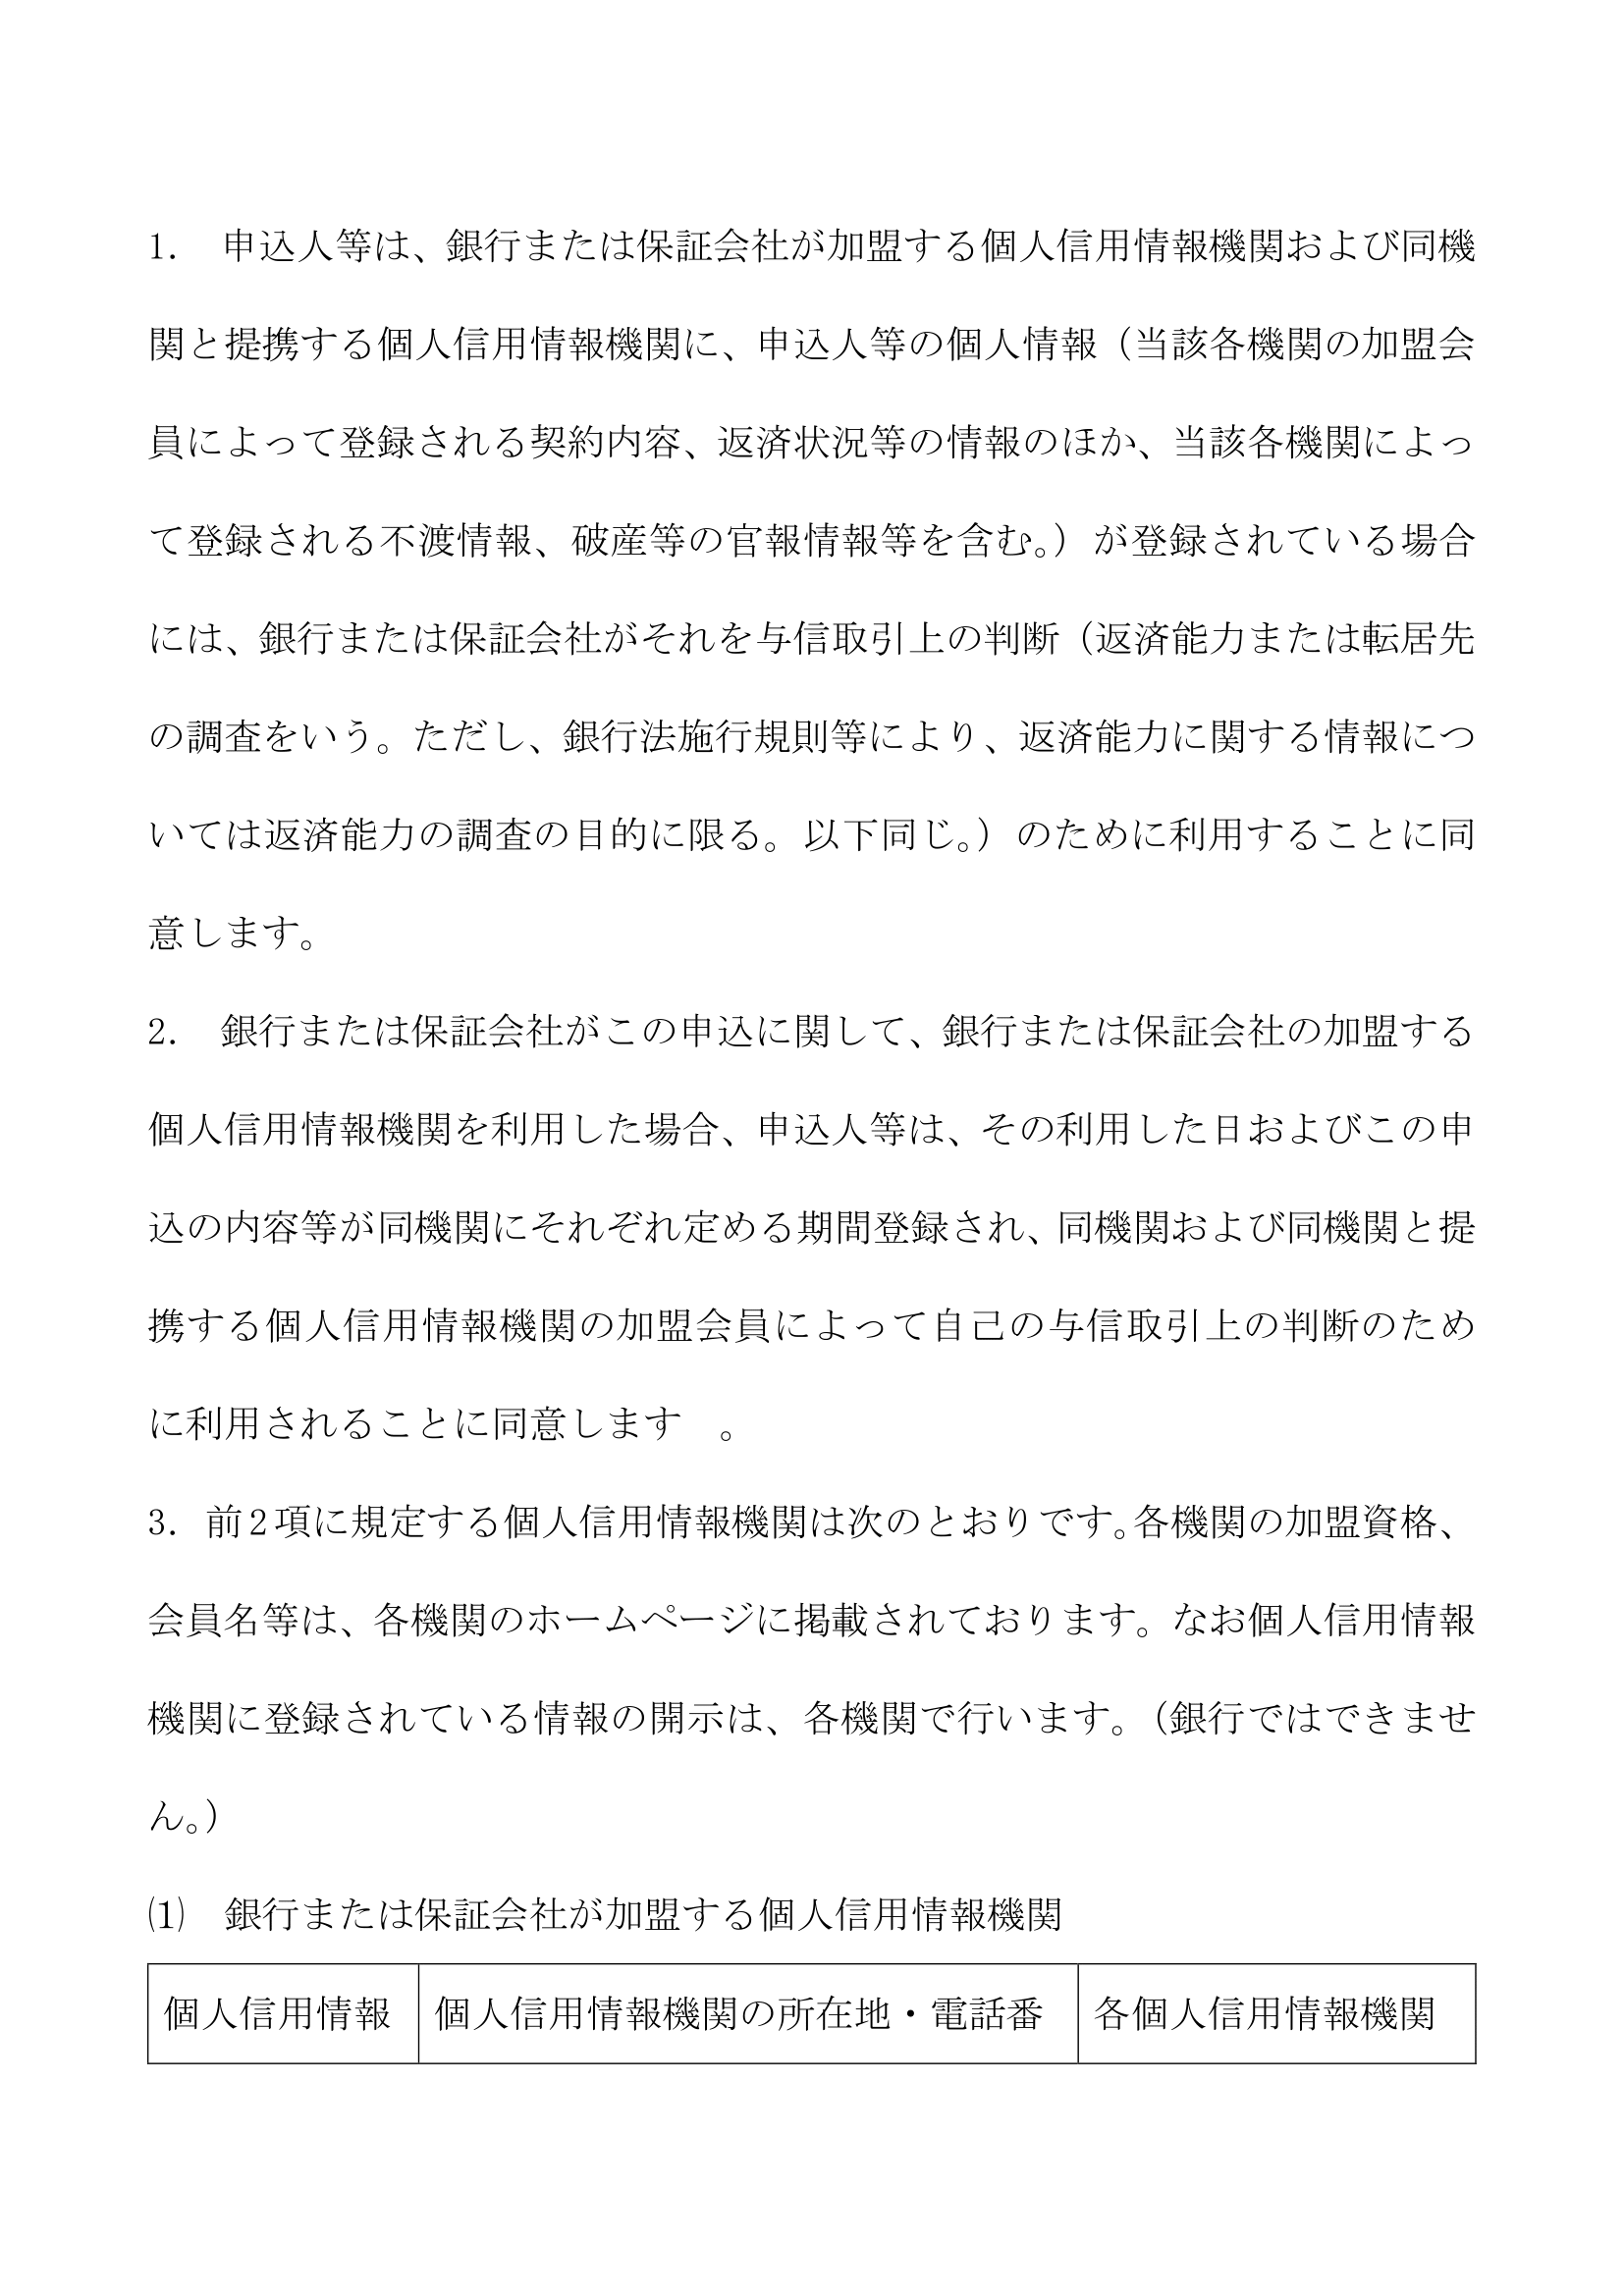 1.　申込人等は、銀行または保証会社が加盟する個人信用情報機関および同機
関と提携する個人信用情報機関に、申込人等の個人情報（当該各機関の加盟会
員によって登録される契約内容、返済状況等の情報のほか、当該各機関によっ
て登録される不渡情報、破産等の官報情報等を含む。）が登録されている場合
には、銀行または保証会社がそれを与信取引上の判断（返済能力または転居先
の調査をいう。ただし、銀行法施行規則等により、返済能力に関する情報につ
いては返済能力の調査の目的に限る。以下同じ。）のために利用することに同
意します。
2.　銀行または保証会社がこの申込に関して、銀行または保証会社の加盟する
個人信用情報機関を利用した場合、申込人等は、その利用した日およびこの申
込の内容等が同機関にそれぞれ定める期間登録され、同機関および同機関と提
携する個人信用情報機関の加盟会員によって自己の与信取引上の判断のため
に利用されることに同意します　。
3. 前2項に規定する個人信用情報機関は次のとおりです。各機関の加盟資格、
会員名等は、各機関のホームページに掲載されております。なお個人信用情報
機関に登録されている情報の開示は、各機関で行います。（銀行ではできませ
ん。）
⑴　銀行または保証会社が加盟する個人信用情報機関
個人信用情報 個人信用情報機関の所在地・電話番 各個人信用情報機関